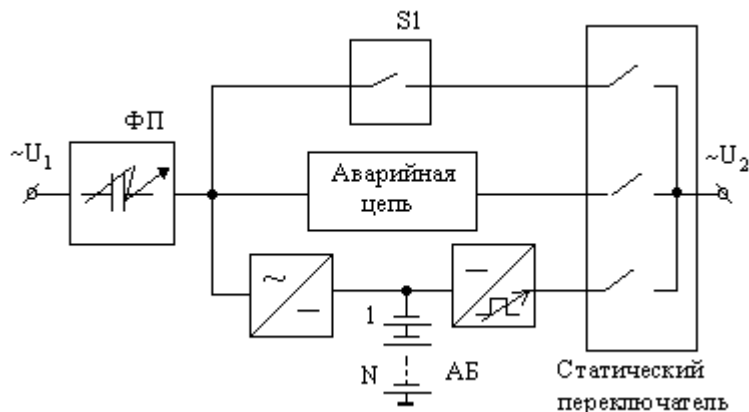 S1
ФП
~U1
~U2
Аварийная
цепь
~
1
N
АБ
Статический
переключатель